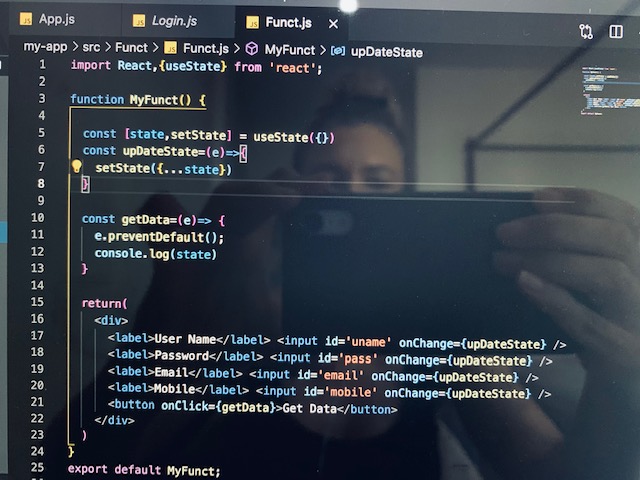 App.js Login.js Funct.js ×
my-app > src > Funct > Funct.js > MyFunct > upDateState
1 import React,{useState} from 'react';
2
3 function MyFunct() {
4
5 const [state,setState] = useState({})
6 const upDateState=(e)=>{
7 setState({...state})
8 }
9
10 const getData=(e)=> {
11 e.preventDefault();
12 console.log(state)
13 }
14
15 return(
16 <div>
17 <label>User Name</label> <input id='uname' onChange={upDateState} />
18 <label>Password</label> <input id='pass' onChange={upDateState} />
19 <label>Email</label> <input id='email' onChange={upDateState} />
20 <label>Mobile</label> <input id='mobile' onChange={upDateState} />
21 <button onClick={getData}>Get Data</button>
22 </div>
23 )
24 }
25 export default MyFunct;